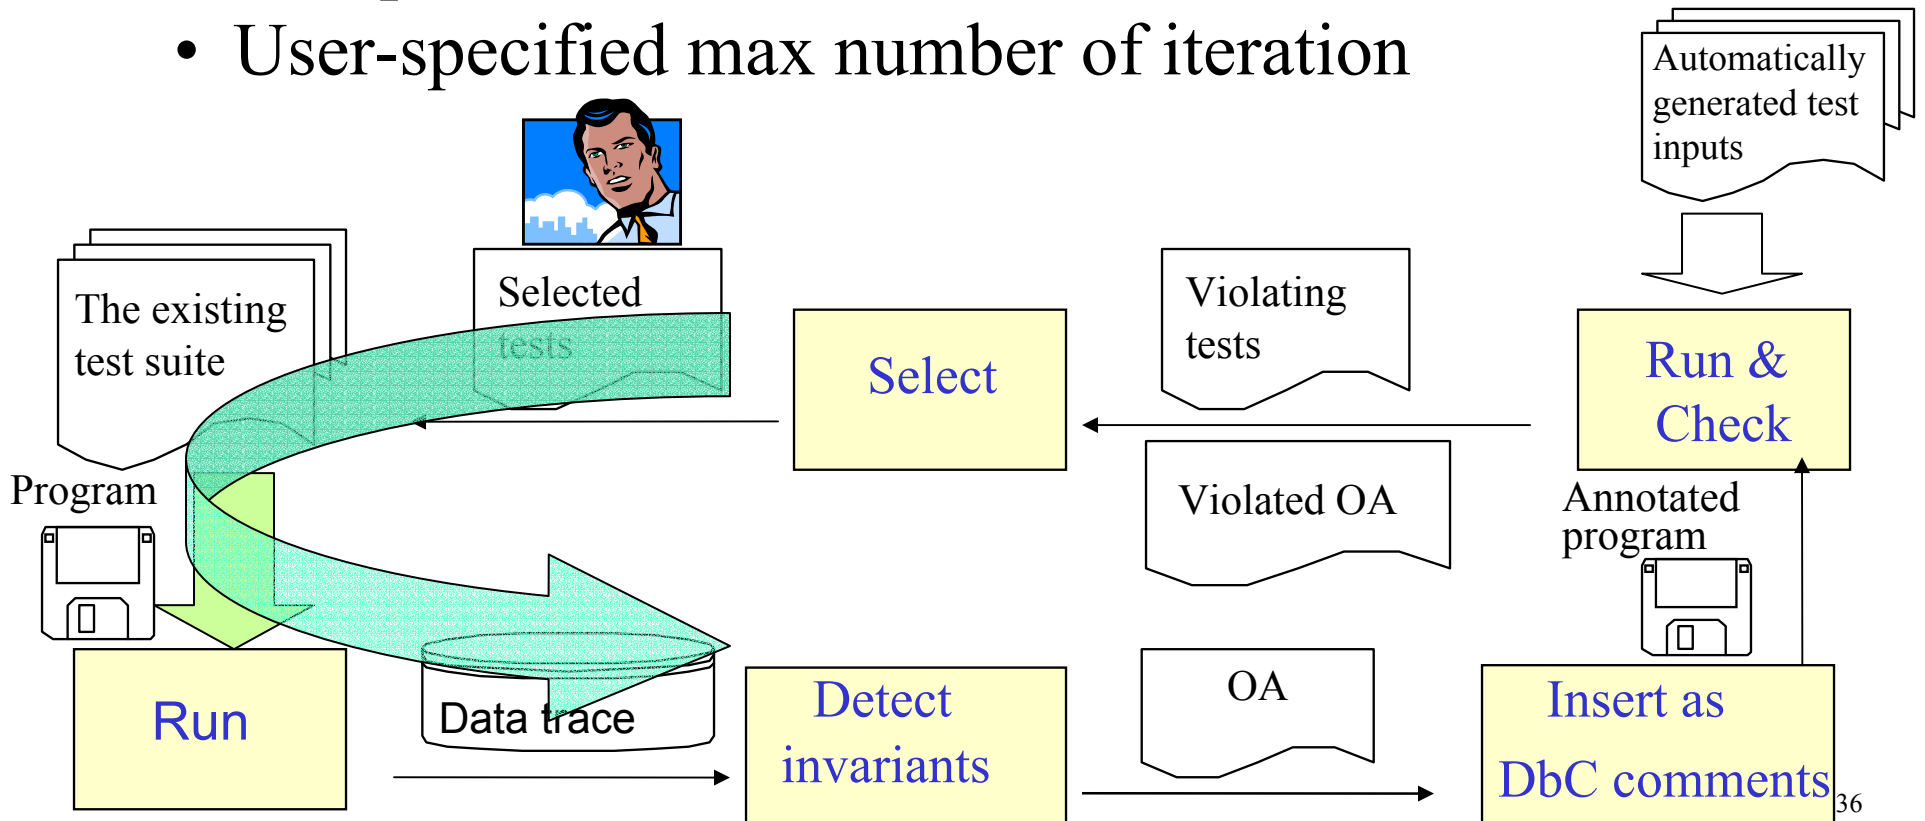 • User-specified max number of iteration
Automatically
generated test
inputs
The existing
test suite
Selected
tests
Select
Violating
tests
Run &
Check
Program
Violated OA
Annotated
program
Run
Data trace
Detect
invariants
OA
Insert as
DbC comments
36